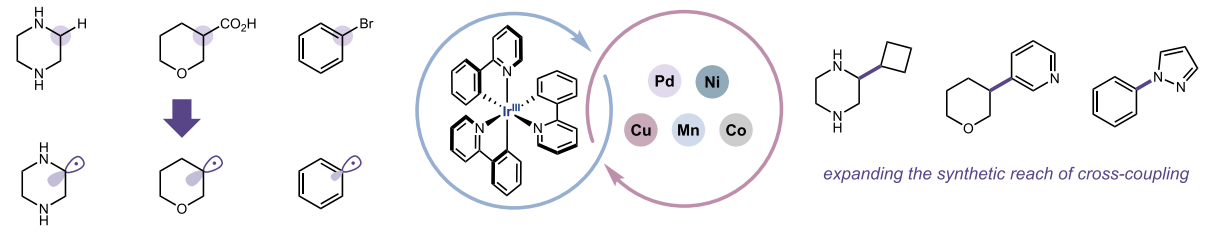 H
N
H
N
H
CO₂H
O
Br
H
N
N
H
O
N
N
N
Ir^III
Pd
Ni
Cu
Mn
Co
H
N
N
H
O
N
N
N
expanding the synthetic reach of cross-coupling